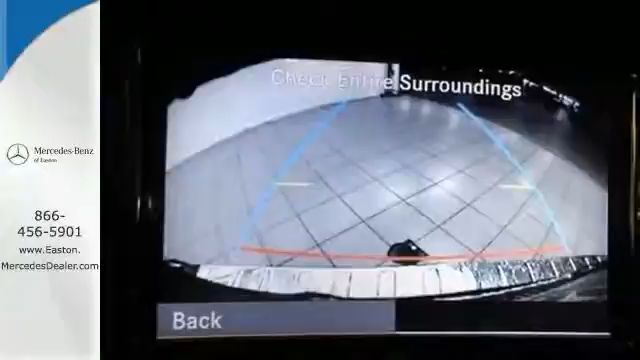 Mercedes-Benz
of Easton
866-
456-5901
www.Easton.
MercedesDealer.com
Check Entire Surroundings
Back